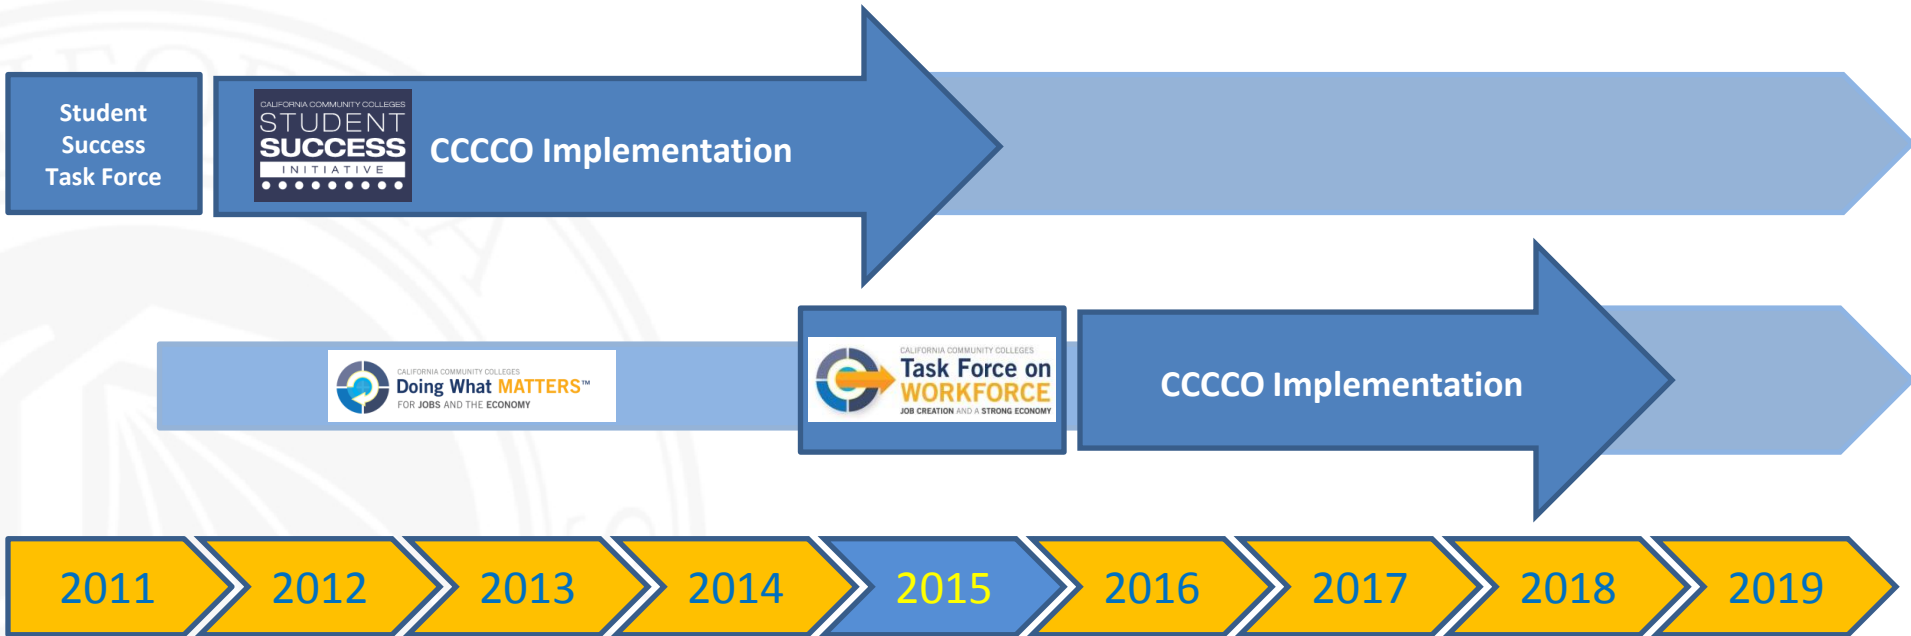 Student
Success
Task Force
CALIFORNIA COMMUNITY COLLEGES
STUDENT
SUCCESS
INITIATIVE
CCCCO Implementation
CALIFORNIA COMMUNITY COLLEGES
Doing What MATTERS™
FOR JOBS AND THE ECONOMY
CALIFORNIA COMMUNITY COLLEGES
Task Force on
WORKFORCE
JOB CREATION AND A STRONG ECONOMY
CCCCO Implementation
2011 2012 2013 2014 2015 2016 2017 2018 2019